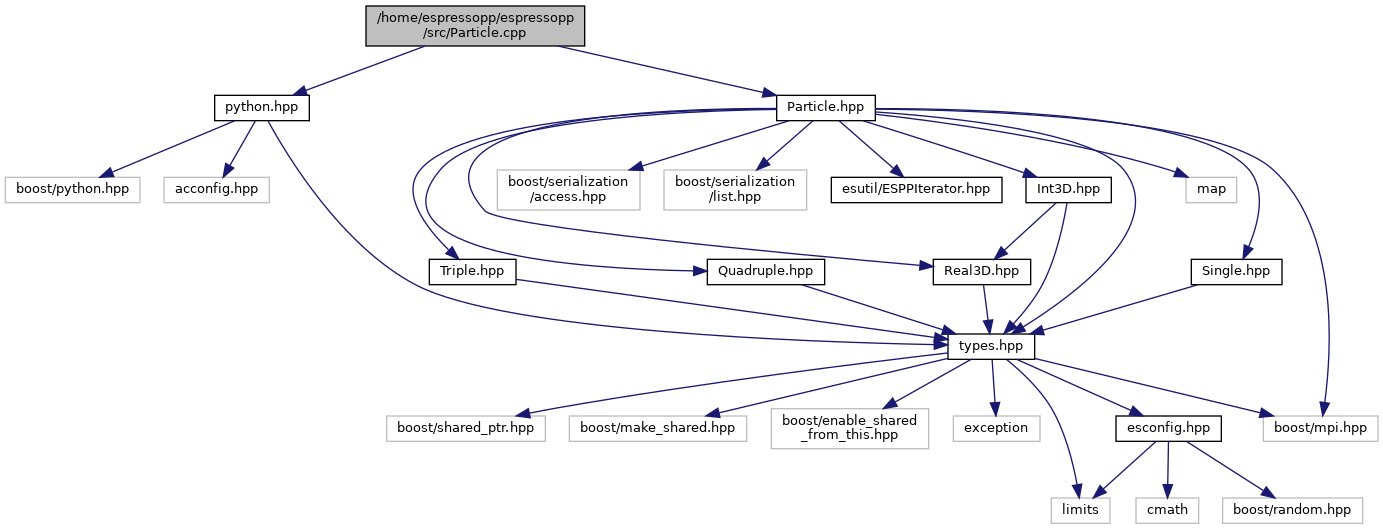 /home/espressopp/espressopp
/src/Particle.cpp
python.hpp
Particle.hpp
boost/python.hpp
acconfig.hpp
boost/serialization
/access.hpp
boost/serialization
/list.hpp
esutil/ESPPIterator.hpp
Int3D.hpp
map
Triple.hpp
Quadruple.hpp
Real3D.hpp
Single.hpp
types.hpp
boost/shared_ptr.hpp
boost/make_shared.hpp
boost/enable_shared
_from_this.hpp
exception
esconfig.hpp
boost/mpi.hpp
limits
cmath
boost/random.hpp